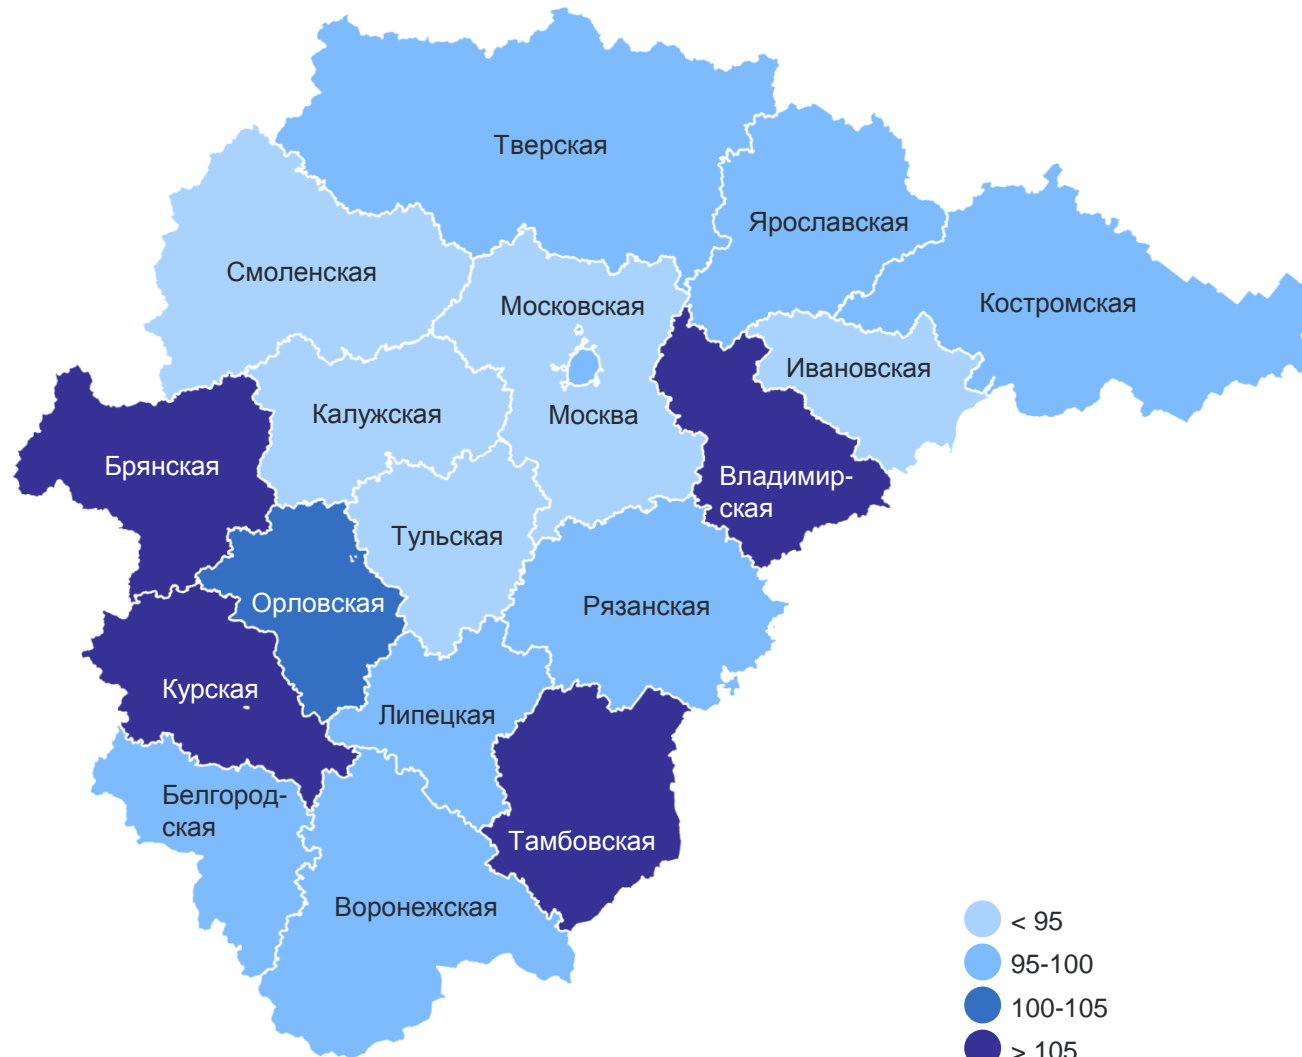 Тверская
Ярославская
Смоленская
Московская
Костромская
Ивановская
Калужская
Москва
Брянская
Владимир-
ская
Тульская
Орловская
Рязанская
Курская
Липецкая
Белгород-
ская
Тамбовская
Воронежская
< 95
95-100
100-105
> 105